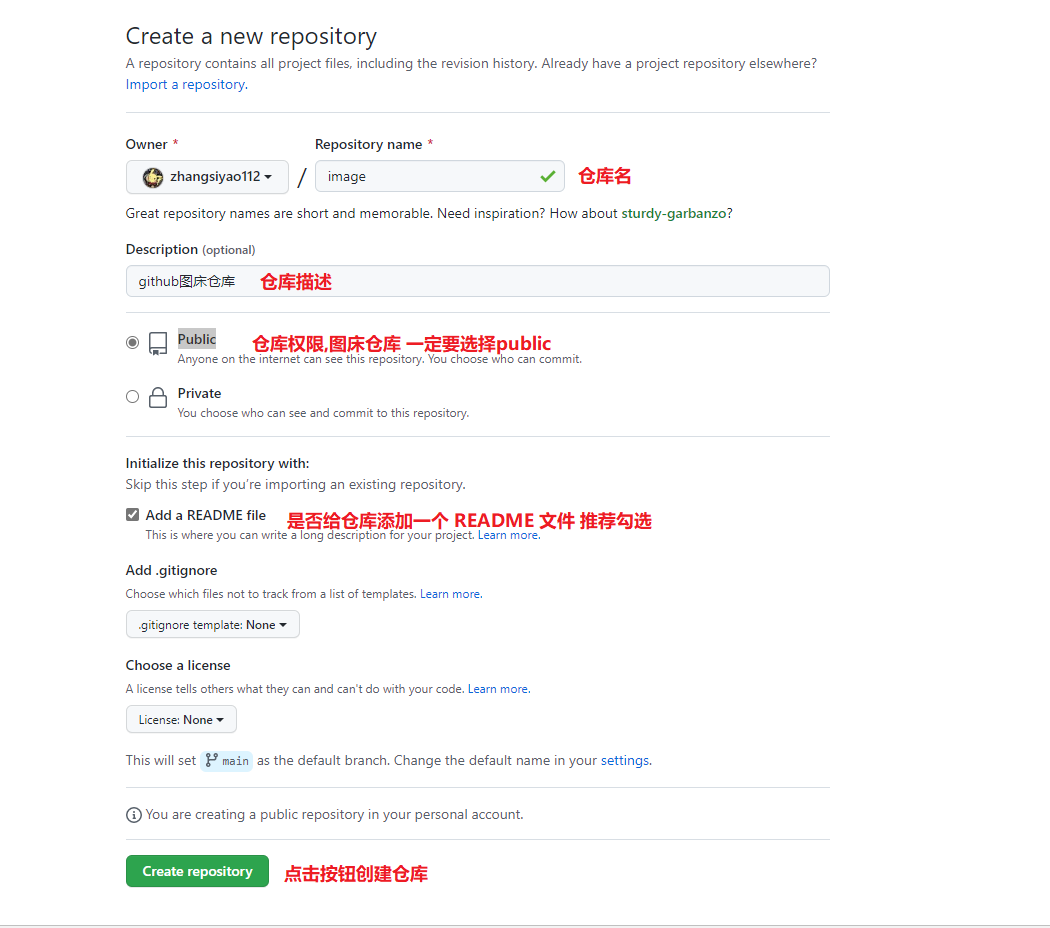 Create a new repository
A repository contains all project files, including the revision history. Already have a project repository elsewhere?
Import a repository.
Owner * Repository name *
zhangsiyao112 / image 仓库名
Great repository names are short and memorable. Need inspiration? How about sturdy-garbanzo?
Description (optional)
github图床仓库 仓库描述
Public 仓库权限,图床仓库 一定要选择public
Anyone on the internet can see this repository. You choose who can commit.
Private
You choose who can see and commit to this repository.
Initialize this repository with:
Skip this step if you're importing an existing repository.
Add a README file 是否给仓库添加一个 README 文件 推荐勾选
This is where you can write a long description for your project. Learn more.
Add .gitignore
Choose which files not to track from a list of templates. Learn more.
.gitignore template: None
Choose a license
A license tells others what they can and can't do with your code. Learn more.
License: None
This will set main as the default branch. Change the default name in your settings.
You are creating a public repository in your personal account.
Create repository 点击按钮创建仓库